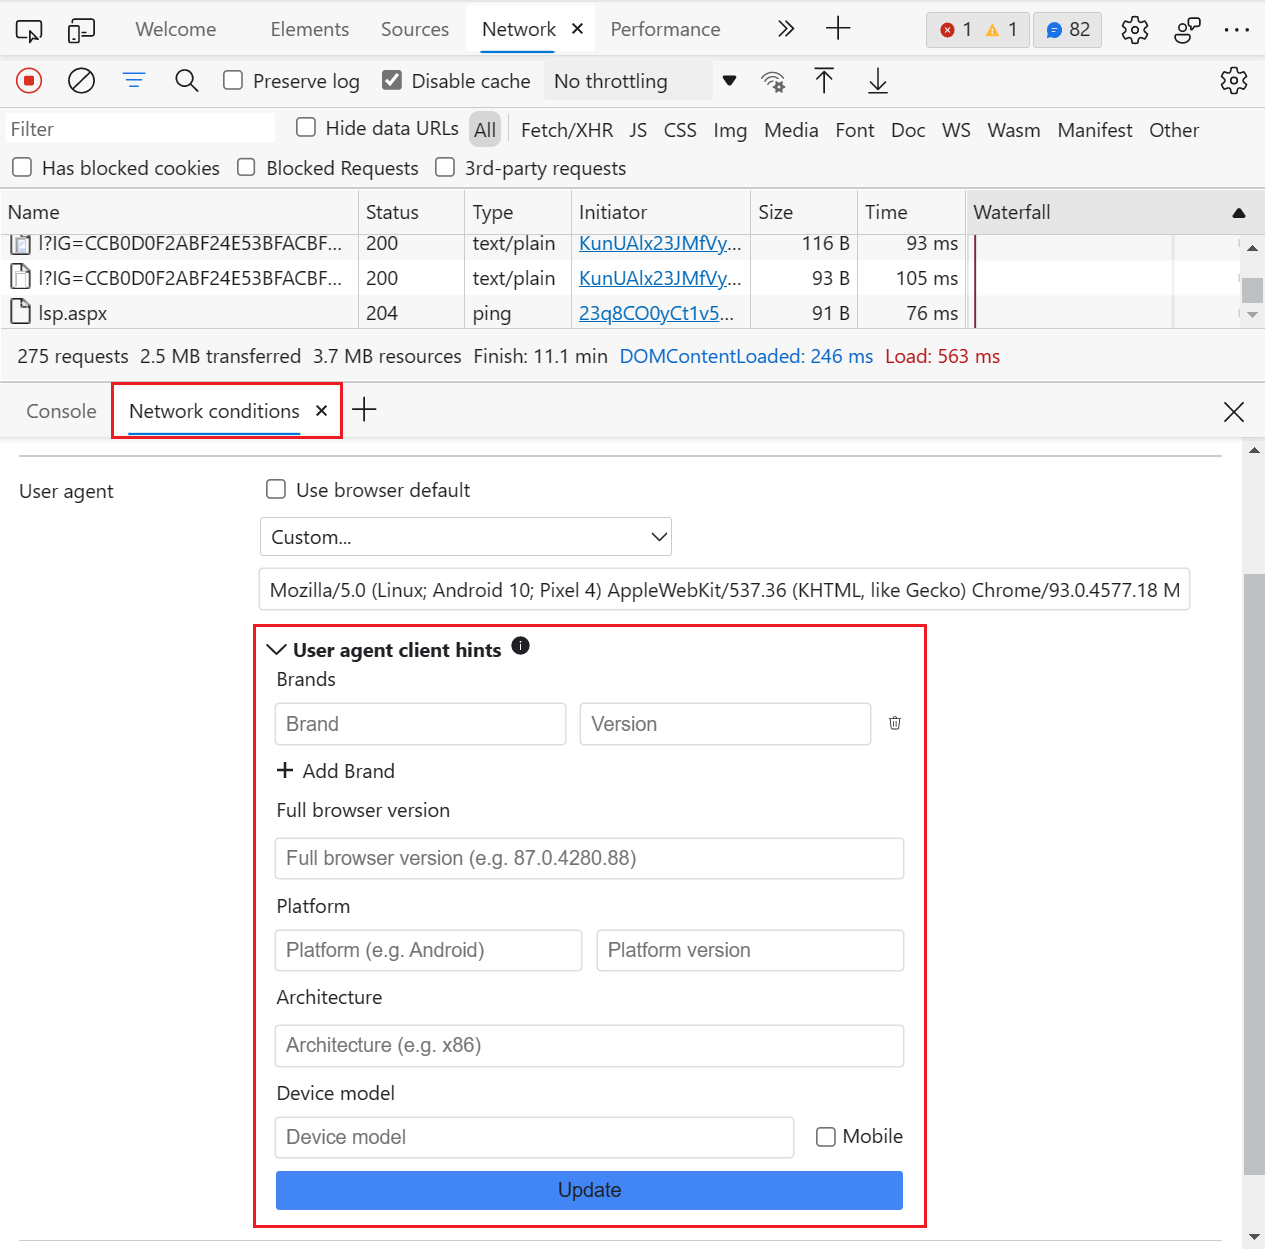 Welcome Elements Sources Network Performance 1 1 82
Preserve log Disable cache No throttling
Filter Hide data URLs All Fetch/XHR JS CSS Img Media Font Doc WS Wasm Manifest Other
Has blocked cookies Blocked Requests 3rd-party requests
Name Status Type Initiator Size Time Waterfall
l?IG=CCB0D0F2ABF24E53BFACBF... 200 text/plain KunUAlx23JMfVy... 116 B 93 ms
l?IG=CCB0D0F2ABF24E53BFACBF... 200 text/plain KunUAlx23JMfVy... 93 B 105 ms
lsp.aspx 204 ping 23q8CO0yCt1v5... 91 B 76 ms
275 requests 2.5 MB transferred 3.7 MB resources Finish: 11.1 min DOMContentLoaded: 246 ms Load: 563 ms
Console Network conditions
User agent Use browser default
Custom...
Mozilla/5.0 (Linux; Android 10; Pixel 4) AppleWebKit/537.36 (KHTML, like Gecko) Chrome/93.0.4577.18 M
User agent client hints
Brands
Brand Version
Add Brand
Full browser version
Full browser version (e.g. 87.0.4280.88)
Platform
Platform (e.g. Android) Platform version
Architecture
Architecture (e.g. x86)
Device model
Device model Mobile
Update